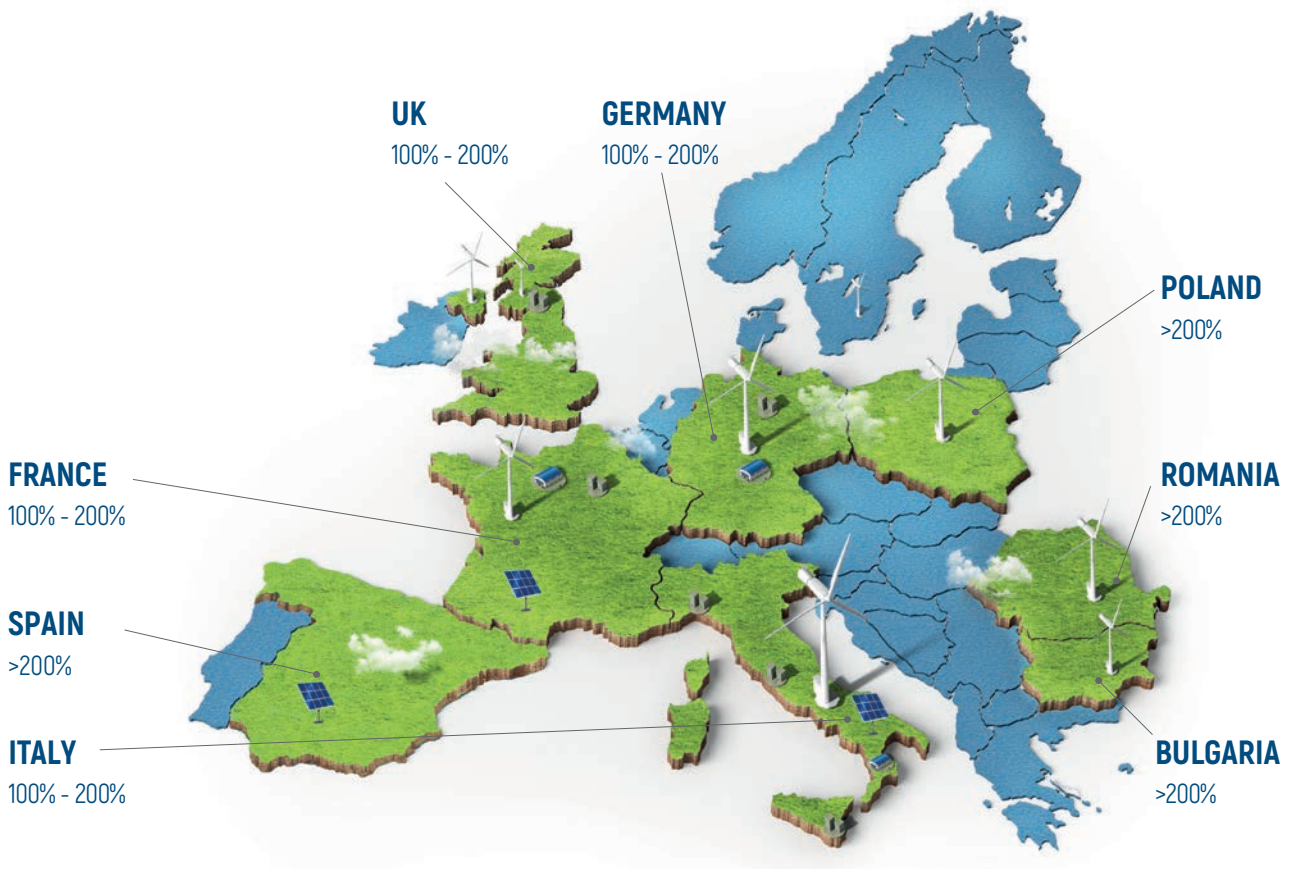 UK
100% - 200%
GERMANY
100% - 200%
POLAND
>200%
FRANCE
100% - 200%
ROMANIA
>200%
SPAIN
>200%
ITALY
100% - 200%
BULGARIA
>200%